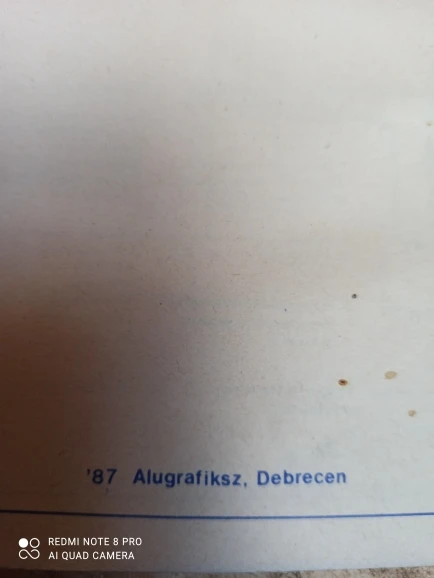 '87 Alugrafiksz, Debrecen
REDMI NOTE 8 PRO
AI QUAD CAMERA